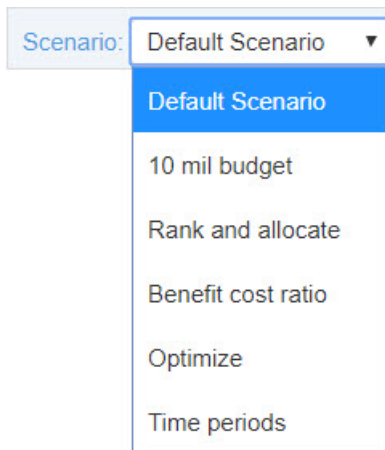 Scenario: Default Scenario ▼
Default Scenario
10 mil budget
Rank and allocate
Benefit cost ratio
Optimize
Time periods